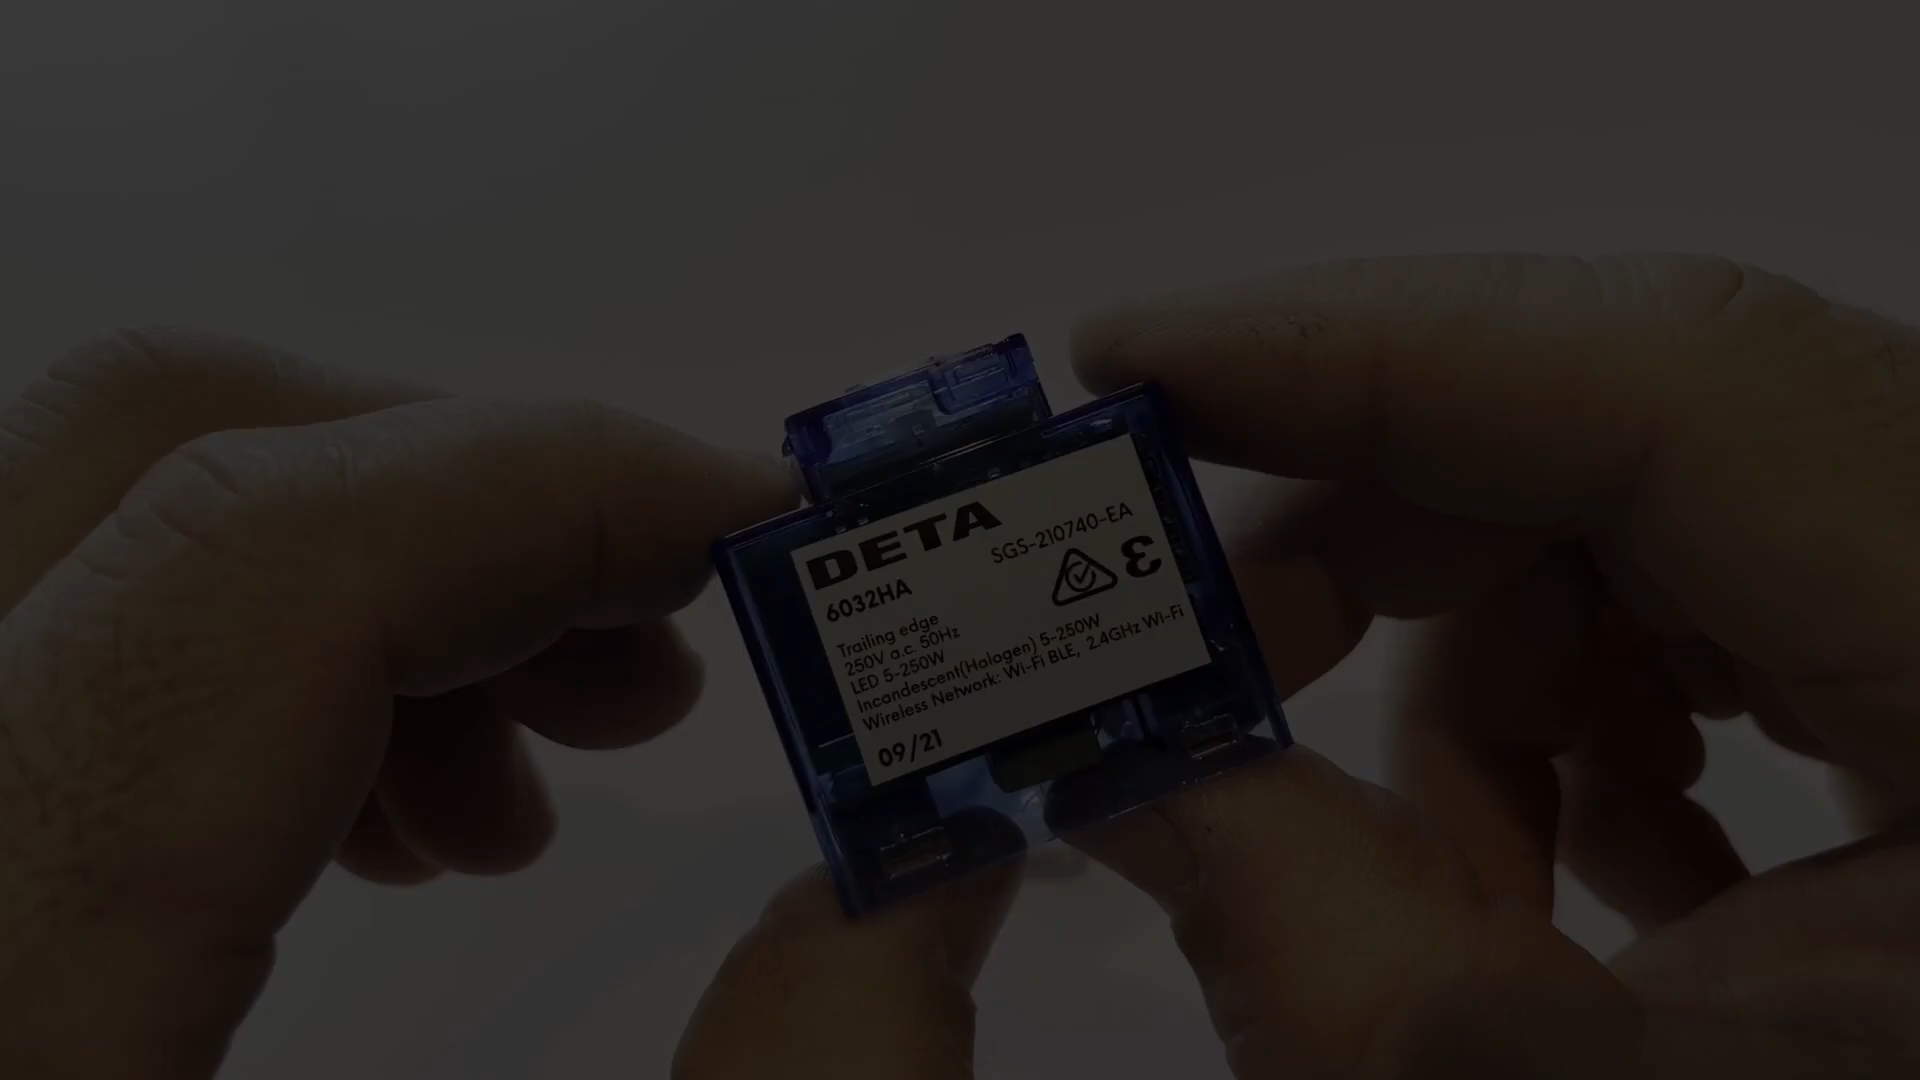 DETA
SGS-210740-EA
6032HA
Trailing edge
250V a.c. 50Hz
LED 5-250W
Incandescent(Halogen) 5-250W
Wireless Network: Wi-Fi BLE, 2.4GHz Wi-Fi
09/21